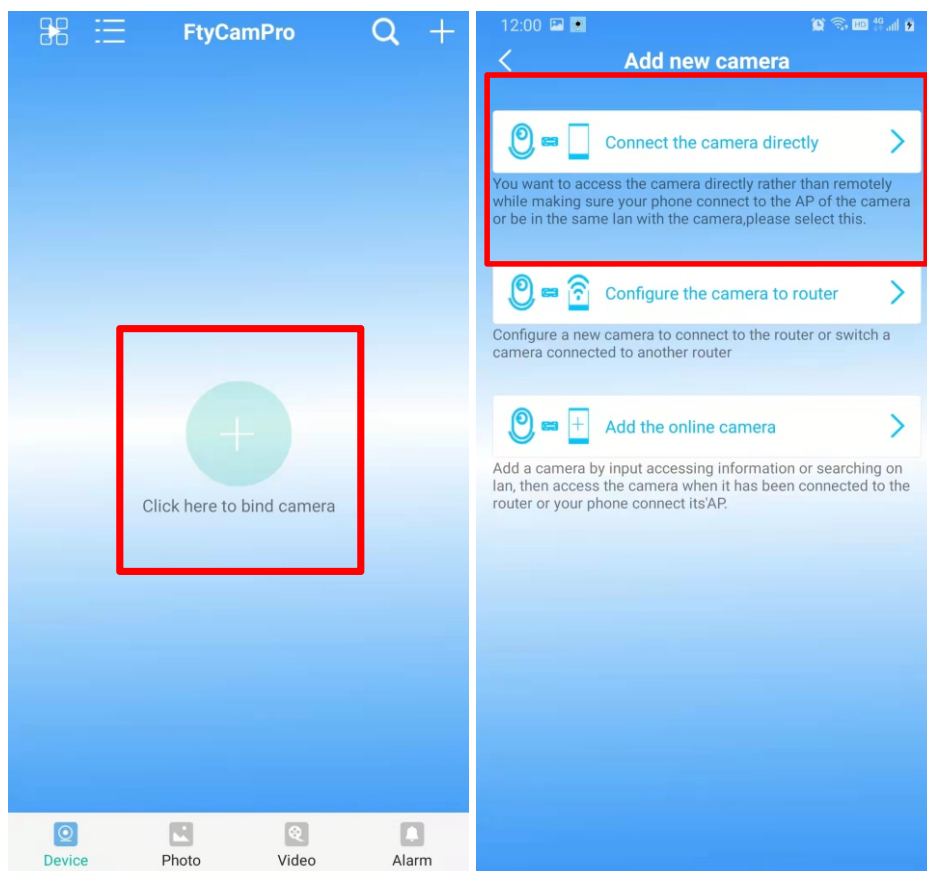 FtyCamPro
Click here to bind camera
Device
Photo
Video
Alarm
12:00
HD
4G
Add new camera
Connect the camera directly
You want to access the camera directly rather than remotely
while making sure your phone connect to the AP of the camera
or be in the same lan with the camera,please select this.
Configure the camera to router
Configure a new camera to connect to the router or switch a
camera connected to another router
Add the online camera
Add a camera by input accessing information or searching on
lan, then access the camera when it has been connected to the
router or your phone connect its'AP.